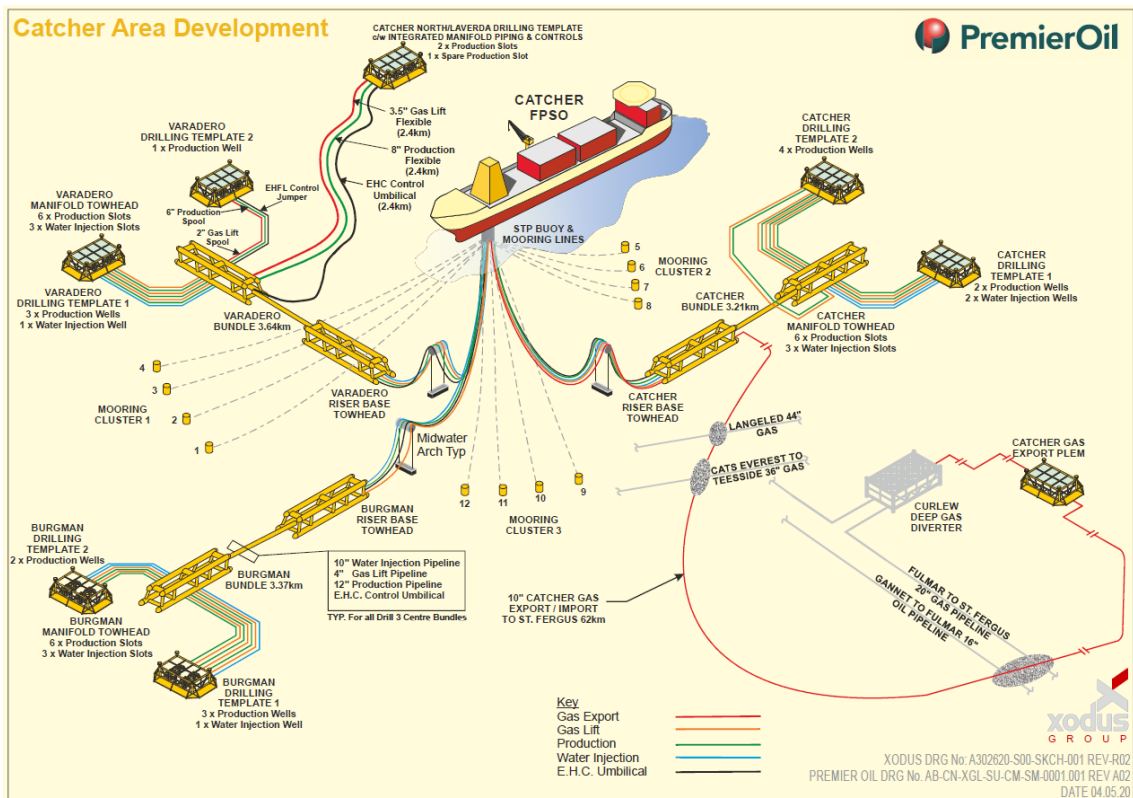 Catcher Area Development
PremierOil
CATCHER NORTH/LAVERDA DRILLING TEMPLATE
c/w INTEGRATED MANIFOLD PIPING & CONTROLS
2 x Production Slots
1 x Spare Production Slot
3.5" Gas Lift
Flexible
(2.4km)
8" Production
Flexible
(2.4km)
EHC Control
Umbilical
(2.4km)
CATCHER
FPSO
STP BUOY &
MOORING LINES
VARADERO
DRILLING TEMPLATE 2
1 x Production Well
EHFL Control
Jumper
6" Production
Spool
2" Gas Lift
Spool
VARADERO
MANIFOLD TOWHEAD
6 x Production Slots
3 x Water Injection Slots
VARADERO
DRILLING TEMPLATE 1
3 x Production Wells
1 x Water Injection Well
VARADERO
BUNDLE 3.64km
VARADERO
RISER BASE
TOWHEAD
CATCHER
DRILLING
TEMPLATE 2
4 x Production Wells
CATCHER
DRILLING
TEMPLATE 1
2 x Production Wells
2 x Water Injection Wells
CATCHER
BUNDLE 3.21km
CATCHER
MANIFOLD TOWHEAD
6 x Production Slots
3 x Water Injection Slots
CATCHER
RISER BASE
TOWHEAD
5
6
7
8
MOORING
CLUSTER 2
4
3
2
1
MOORING
CLUSTER 1
Midwater
Arch Typ
12
11
10
9
MOORING
CLUSTER 3
LANGELED 44"
GAS
CATS EVEREST TO
TEESSIDE 36" GAS
CURLEW
DEEP GAS
DIVERTER
CATCHER GAS
EXPORT PLEM
FULMAR TO ST. FERGUS
20" GAS PIPELINE
GANNET TO FULMAR 16"
OIL PIPELINE
10" CATCHER GAS
EXPORT / IMPORT
TO ST. FERGUS 62km
BURGMAN
RISER BASE
TOWHEAD
BURGMAN
DRILLING
TEMPLATE 2
2 x Production Wells
BURGMAN
BUNDLE 3.37km
10" Water Injection Pipeline
4" Gas Lift Pipeline
12" Production Pipeline
E.H.C. Control Umbilical
TYP. For all Drill 3 Centre Bundles
BURGMAN
MANIFOLD TOWHEAD
6 x Production Slots
3 x Water Injection Slots
BURGMAN
DRILLING
TEMPLATE 1
3 x Production Wells
1 x Water Injection Well
Key
Gas Export
Gas Lift
Production
Water Injection
E.H.C. Umbilical
xodus
GROUP
XODUS DRG No: A302620-S00-SKCH-001 REV-R02
PREMIER OIL DRG No. AB-CN-XGL-SU-CM-SM-0001.001 REV A02
DATE 04.05.20